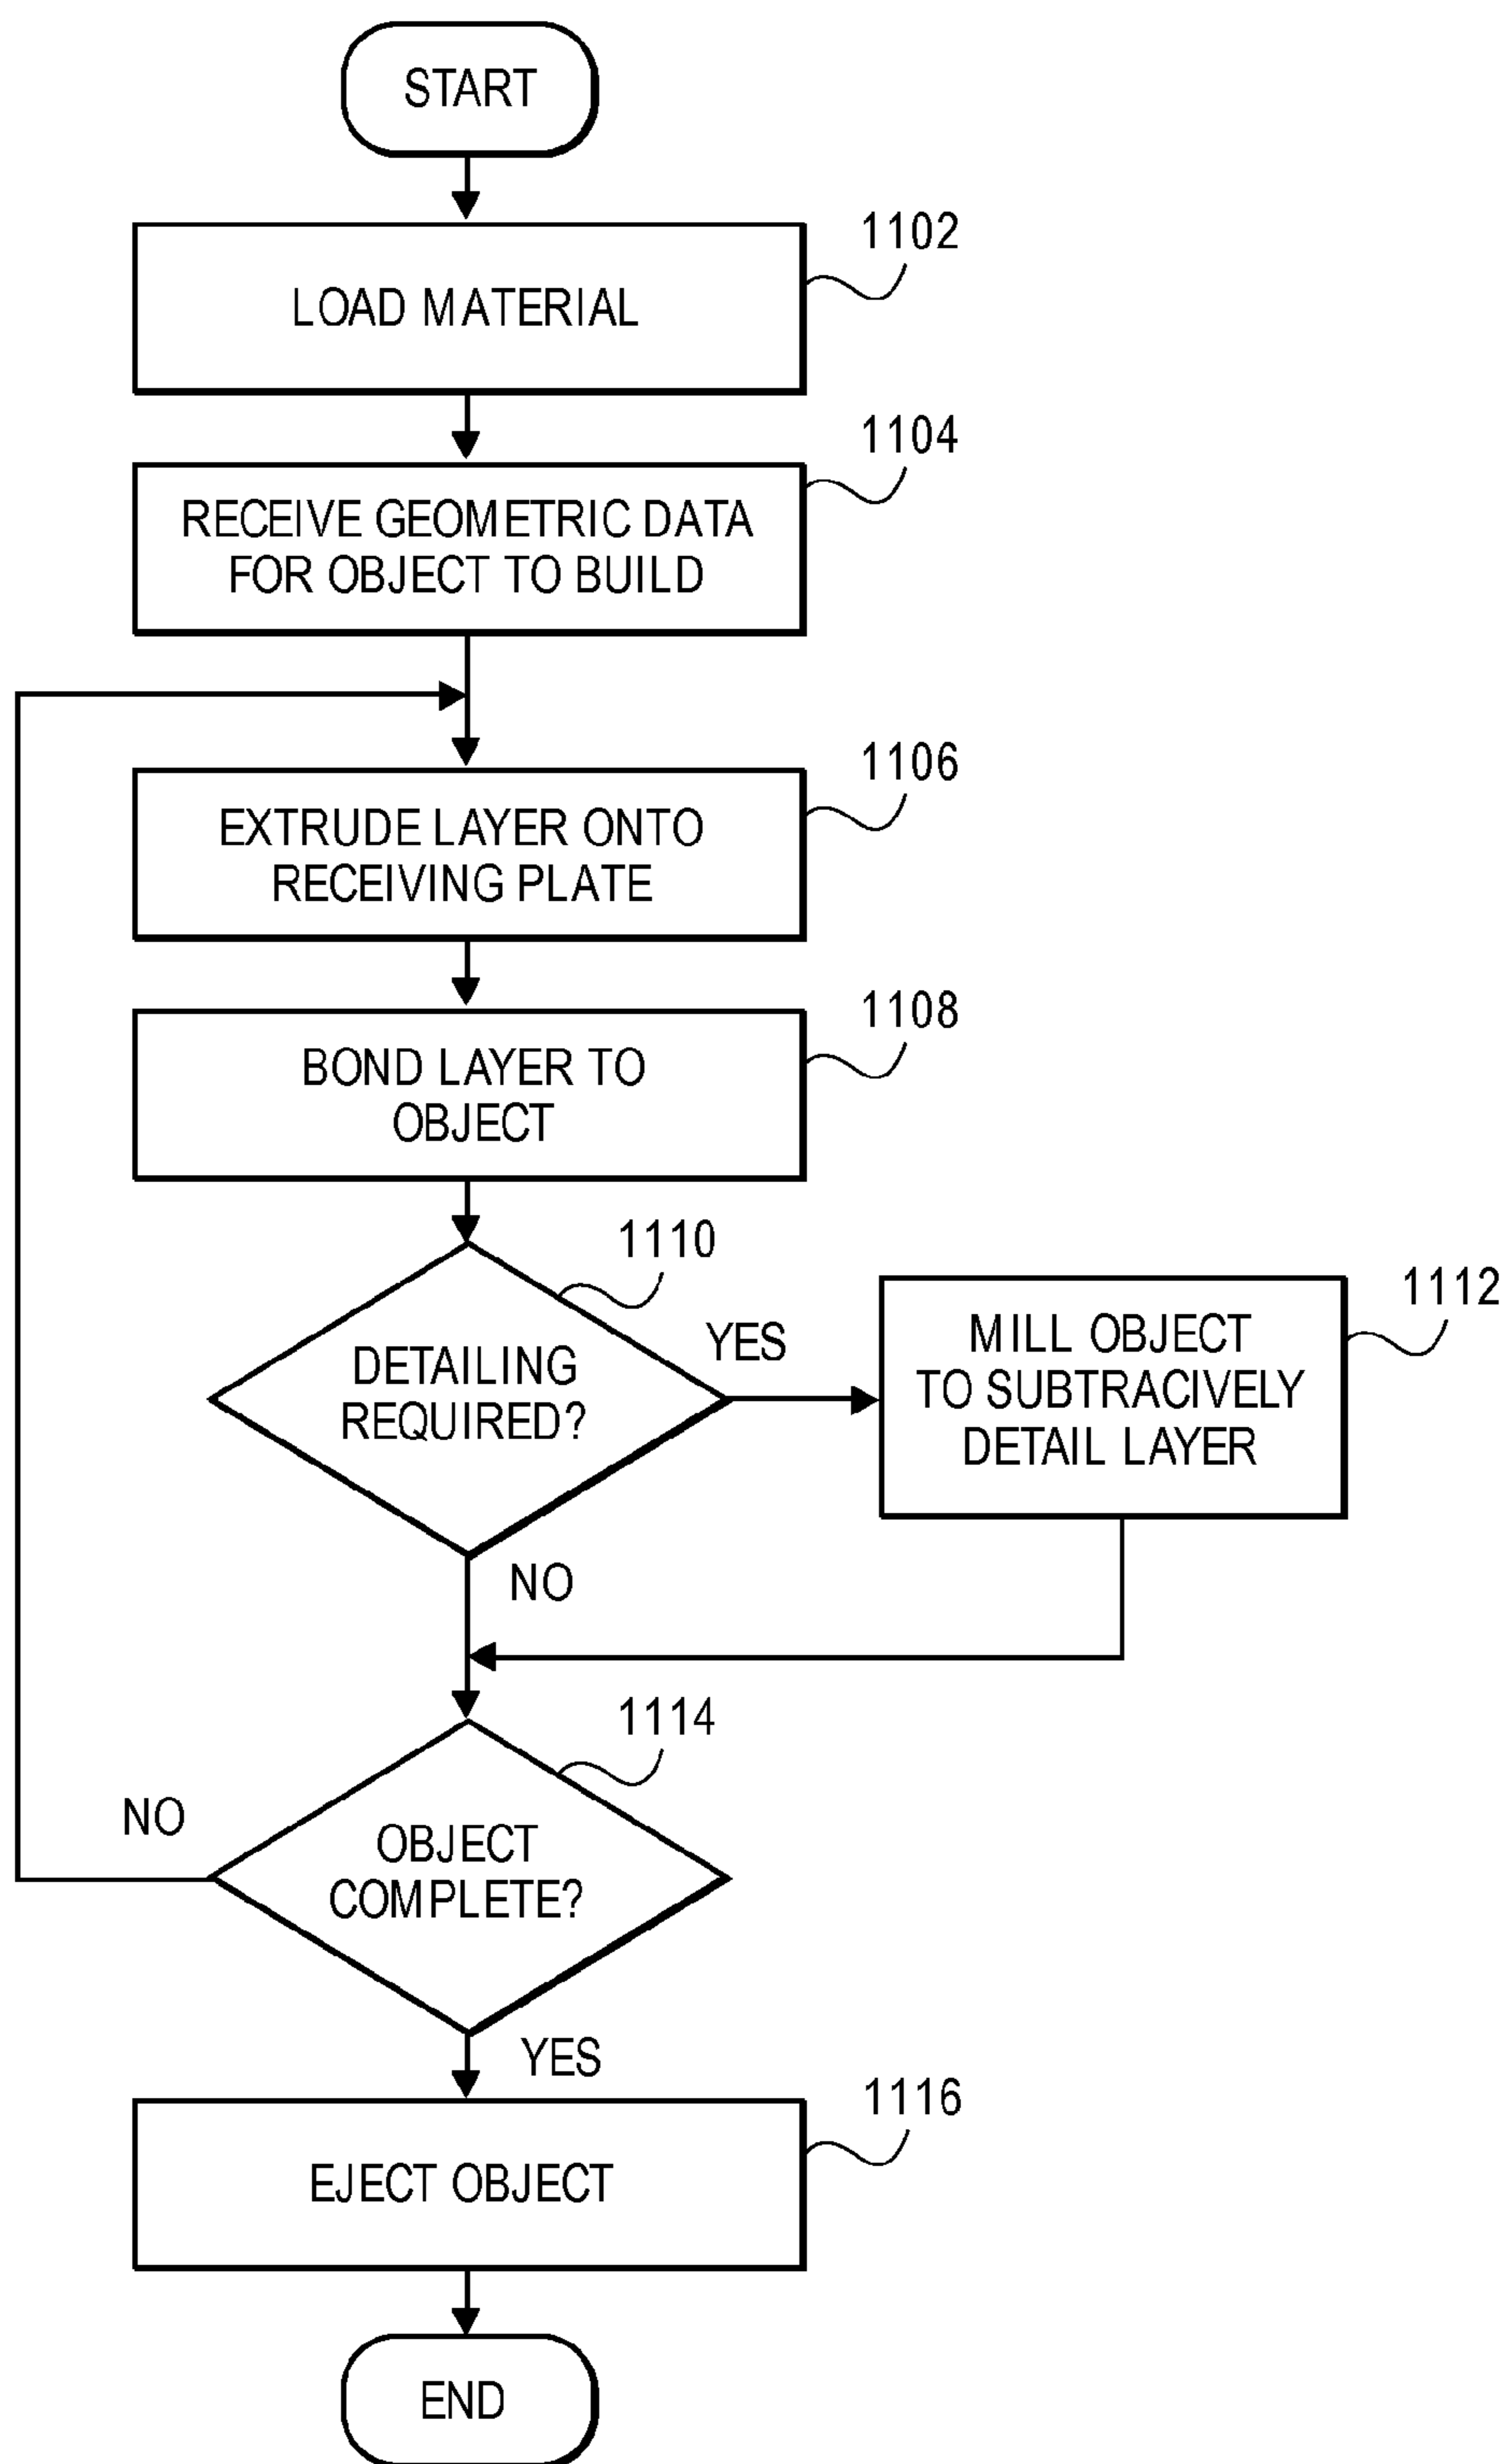 START
1102
LOAD MATERIAL
1104
RECEIVE GEOMETRIC DATA
FOR OBJECT TO BUILD
1106
EXTRUDE LAYER ONTO
RECEIVING PLATE
1108
BOND LAYER TO
OBJECT
1110
DETAILING
REQUIRED?
YES
1112
MILL OBJECT
TO SUBTRACIVELY
DETAIL LAYER
NO
1114
OBJECT
COMPLETE?
NO
YES
1116
EJECT OBJECT
END